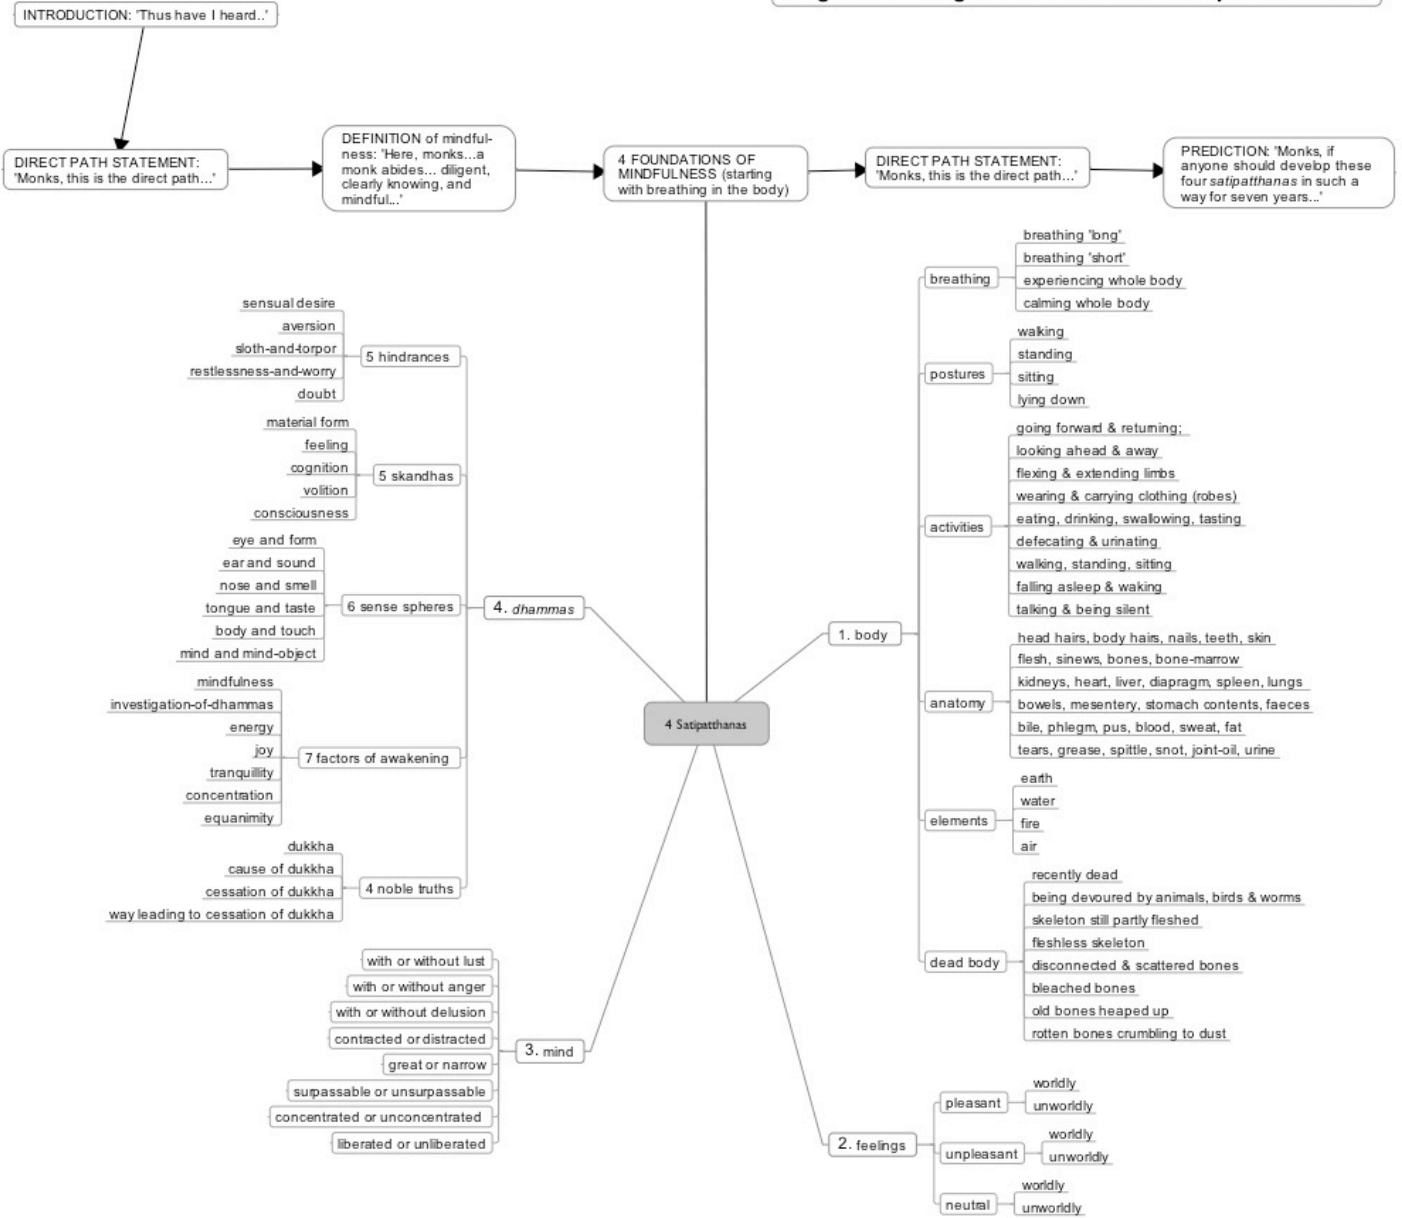 INTRODUCTION: 'Thus have I heard..'
DIRECT PATH STATEMENT:
'Monks, this is the direct path...'
DEFINITION of mindful-
ness: 'Here, monks...a
monk abides... diligent,
clearly knowing, and
mindful...'
4 FOUNDATIONS OF
MINDFULNESS (starting
with breathing in the body)
DIRECT PATH STATEMENT:
'Monks, this is the direct path...'
PREDICTION: 'Monks, if
anyone should develop these
four satipatthanas in such a
way for seven years...'
4 Satipatthanas
1. body
breathing
breathing 'long'
breathing 'short'
experiencing whole body
calming whole body
postures
walking
standing
sitting
lying down
activities
going forward & returning;
looking ahead & away
flexing & extending limbs
wearing & carrying clothing (robes)
eating, drinking, swallowing, tasting
defecating & urinating
walking, standing, sitting
falling asleep & waking
talking & being silent
anatomy
head hairs, body hairs, nails, teeth, skin
flesh, sinews, bones, bone-marrow
kidneys, heart, liver, diapragm, spleen, lungs
bowels, mesentery, stomach contents, faeces
bile, phlegm, pus, blood, sweat, fat
tears, grease, spittle, snot, joint-oil, urine
elements
earth
water
fire
air
dead body
recently dead
being devoured by animals, birds & worms
skeleton still partly fleshed
fleshless skeleton
disconnected & scattered bones
bleached bones
old bones heaped up
rotten bones crumbling to dust
2. feelings
pleasant
worldly
unworldly
unpleasant
worldly
unworldly
neutral
worldly
unworldly
3. mind
with or without lust
with or without anger
with or without delusion
contracted or distracted
great or narrow
surpassable or unsurpassable
concentrated or unconcentrated
liberated or unliberated
4. dhammas
5 hindrances
sensual desire
aversion
sloth-and-torpor
restlessness-and-worry
doubt
5 skandhas
material form
feeling
cognition
volition
consciousness
6 sense spheres
eye and form
ear and sound
nose and smell
tongue and taste
body and touch
mind and mind-object
7 factors of awakening
mindfulness
investigation-of-dhammas
energy
joy
tranquillity
concentration
equanimity
4 noble truths
dukkha
cause of dukkha
cessation of dukkha
way leading to cessation of dukkha